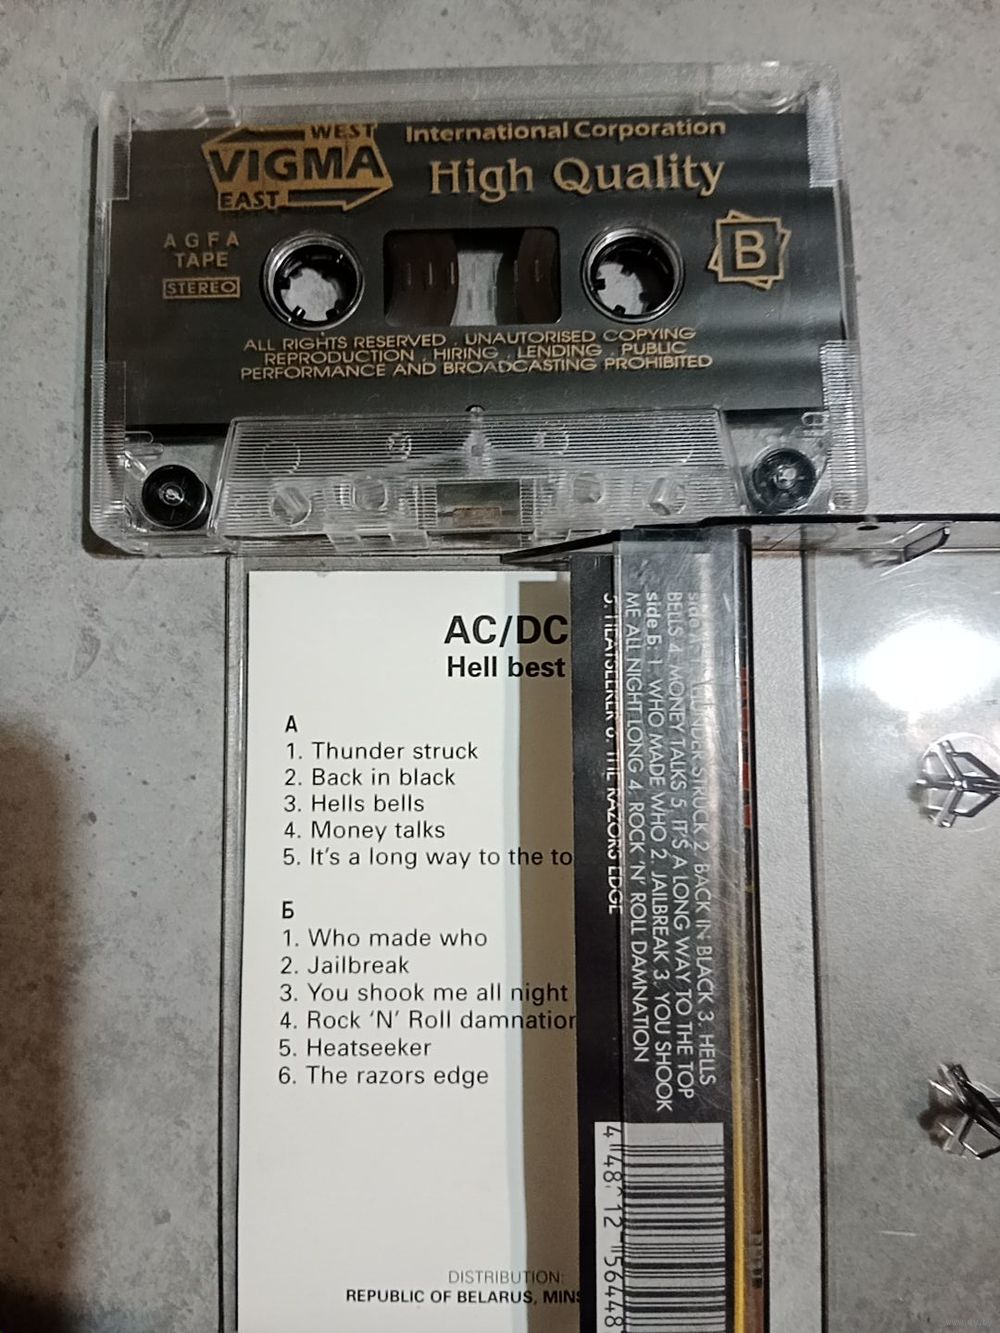 WEST
VIGMA
EAST
International Corporation
High Quality
AGFA
TAPE
STEREO
B
ALL RIGHTS RESERVED . UNAUTORISED COPYING
REPRODUCTION . HIRING . LENDING . PUBLIC
PERFORMANCE AND BROADCASTING PROHIBITED
AC/DC
Hell best
A
1. Thunder struck
2. Back in black
3. Hells bells
4. Money talks
5. It's a long way to the to
Б
1. Who made who
2. Jailbreak
3. You shook me all night
4. Rock 'N' Roll damnation
5. Heatseeker
6. The razors edge
DISTRIBUTION:
REPUBLIC OF BELARUS, MINS
side A: 1. THUNDER STRUCK 2. BACK IN BLACK 3. HELLS
BELLS 4. MONEY TALKS 5. IT'S A LONG WAY TO THE TOP
side Б: 1. WHO MADE WHO 2. JAILBREAK 3. YOU SHOOK
ME ALL NIGHT LONG 4. ROCK 'N' ROLL DAMNATION
5. HEATSEEKER 6. THE RAZORS EDGE